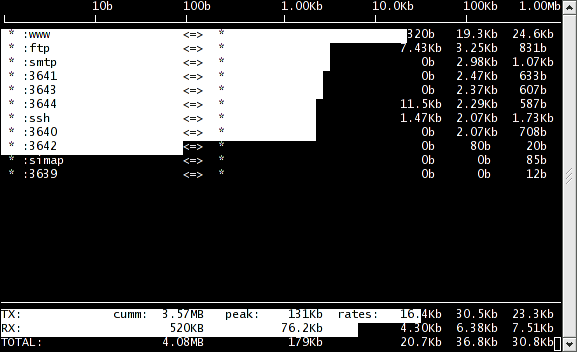 10b 100b 1.00Kb 10.0Kb 100Kb 1.00Mb
* :www <=> * 320b 19.3Kb 24.6Kb
* :ftp <=> * 7.43Kb 3.25Kb 831b
* :smtp <=> * 0b 2.98Kb 1.07Kb
* :3641 <=> * 0b 2.47Kb 633b
* :3643 <=> * 0b 2.37Kb 607b
* :3644 <=> * 11.5Kb 2.29Kb 587b
* :ssh <=> * 1.47Kb 2.07Kb 1.73Kb
* :3640 <=> * 0b 2.07Kb 708b
* :3642 <=> * 0b 80b 20b
* :simap <=> * 0b 0b 85b
* :3639 <=> * 0b 0b 12b
TX: cumm: 3.57MB peak: 131Kb rates: 16.4Kb 30.5Kb 23.3Kb
RX: 520KB 76.2Kb 4.30Kb 6.38Kb 7.51Kb
TOTAL: 4.08MB 179Kb 20.7Kb 36.8Kb 30.8Kb